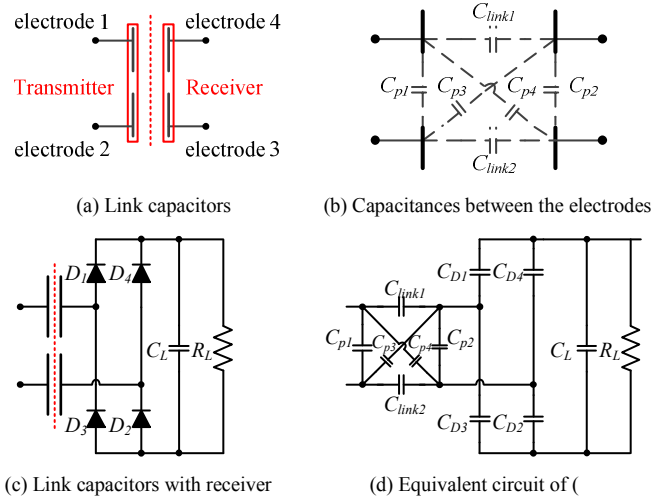 electrode 1 electrode 4
Transmitter Receiver
electrode 2 electrode 3
(a) Link capacitors
Clink1
Cp1 Cp3 Cp4 Cp2
Clink2
(b) Capacitances between the electrodes
D1 D4
CL RL
D3 D2
(c) Link capacitors with receiver
CD1 CD4
Clink1
Cp1 Cp3 Cp4 Cp2 CL RL
Clink2
CD3 CD2
(d) Equivalent circuit of (